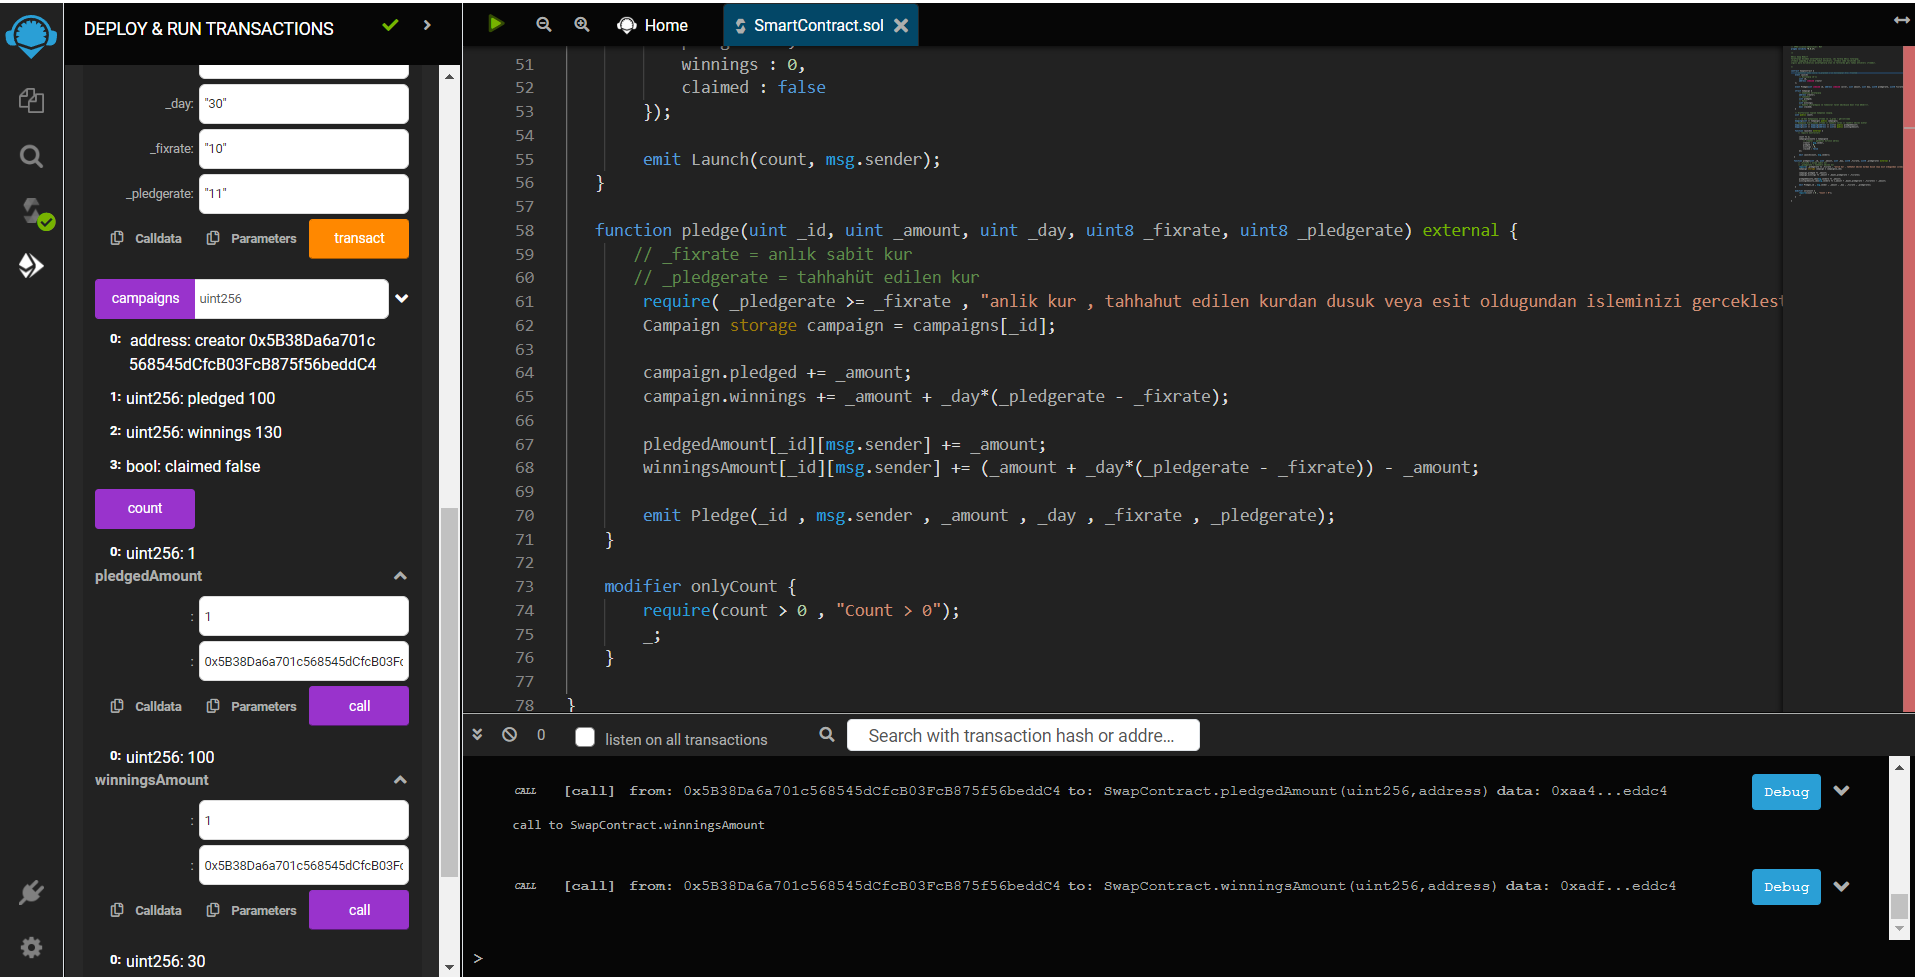 DEPLOY & RUN TRANSACTIONS
_day:
"30"
_fixrate:
"10"
_pledgerate:
"11"
Calldata
Parameters
transact
campaigns
uint256
0: address: creator 0x5B38Da6a701c
568545dCfcB03FcB875f56beddC4
1: uint256: pledged 100
2: uint256: winnings 130
3: bool: claimed false
count
0: uint256: 1
pledgedAmount
: 1
: 0x5B38Da6a701c568545dCfcB03Fc
Calldata
Parameters
call
0: uint256: 100
winningsAmount
: 1
: 0x5B38Da6a701c568545dCfcB03Fc
Calldata
Parameters
call
0: uint256: 30
Home
SmartContract.sol
51 winnings : 0,
52 claimed : false
53 });
54
55 emit Launch(count, msg.sender);
56 }
57
58 function pledge(uint _id, uint _amount, uint _day, uint8 _fixrate, uint8 _pledgerate) external {
59 // _fixrate = anlık sabit kur
60 // _pledgerate = tahhahüt edilen kur
61 require( _pledgerate >= _fixrate , "anlik kur , tahhahut edilen kurdan dusuk veya esit oldugundan isleminizi gerceklest
62 Campaign storage campaign = campaigns[_id];
63
64 campaign.pledged += _amount;
65 campaign.winnings += _amount + _day*(_pledgerate - _fixrate);
66
67 pledgedAmount[_id][msg.sender] += _amount;
68 winningsAmount[_id][msg.sender] += (_amount + _day*(_pledgerate - _fixrate)) - _amount;
69
70 emit Pledge(_id , msg.sender , _amount , _day , _fixrate , _pledgerate);
71 }
72
73 modifier onlyCount {
74 require(count > 0 , "Count > 0");
75 _;
76 }
77
78 }
0
listen on all transactions
Search with transaction hash or addre...
CALL [call] from: 0x5B38Da6a701c568545dCfcB03FcB875f56beddC4 to: SwapContract.pledgedAmount(uint256,address) data: 0xaa4...eddc4
Debug
call to SwapContract.winningsAmount
CALL [call] from: 0x5B38Da6a701c568545dCfcB03FcB875f56beddC4 to: SwapContract.winningsAmount(uint256,address) data: 0xadf...eddc4
Debug
>